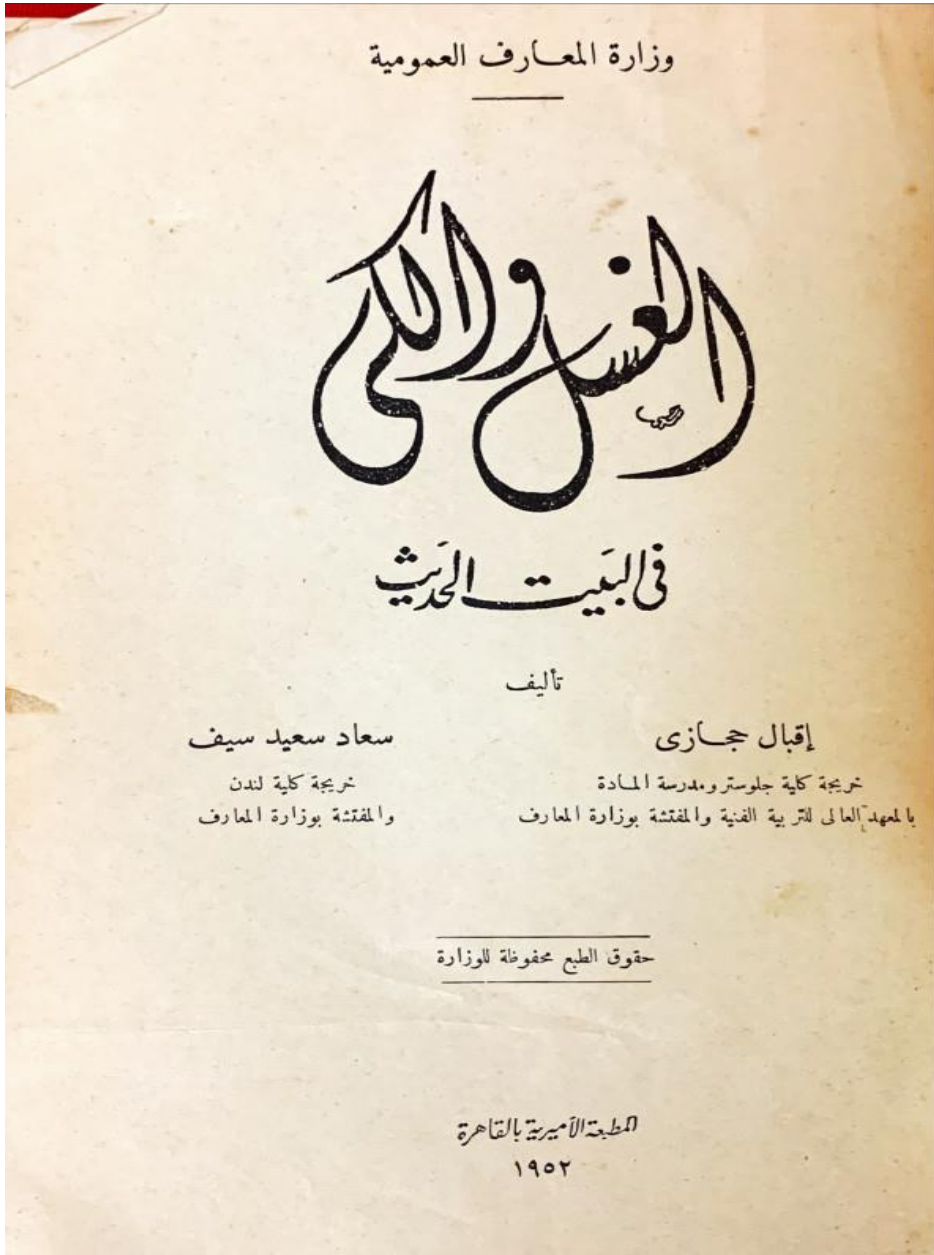 وزارة المعارف العمومية
الغسل والكى
فى البيت الحديث
تأليف
إقبال حجازى
خريجة كلية جلوستر ومدرسة المادة
بالمعهد العالى للتربية الفنية والمفتشة بوزارة المعارف
سعاد سعيد سيف
خريجة كلية لندن
والمفتشة بوزارة المعارف
حقوق الطبع محفوظة للوزارة
المطبعة الأميرية بالقاهرة
١٩٥٢